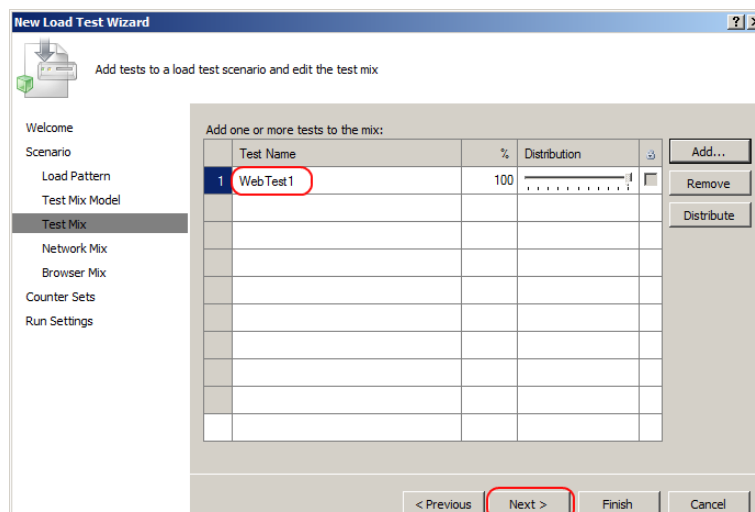 New Load Test Wizard
Add tests to a load test scenario and edit the test mix
Welcome
Scenario
Load Pattern
Test Mix Model
Test Mix
Network Mix
Browser Mix
Counter Sets
Run Settings
Add one or more tests to the mix:
Test Name % Distribution
1 WebTest1 100
Add...
Remove
Distribute
< Previous Next > Finish Cancel